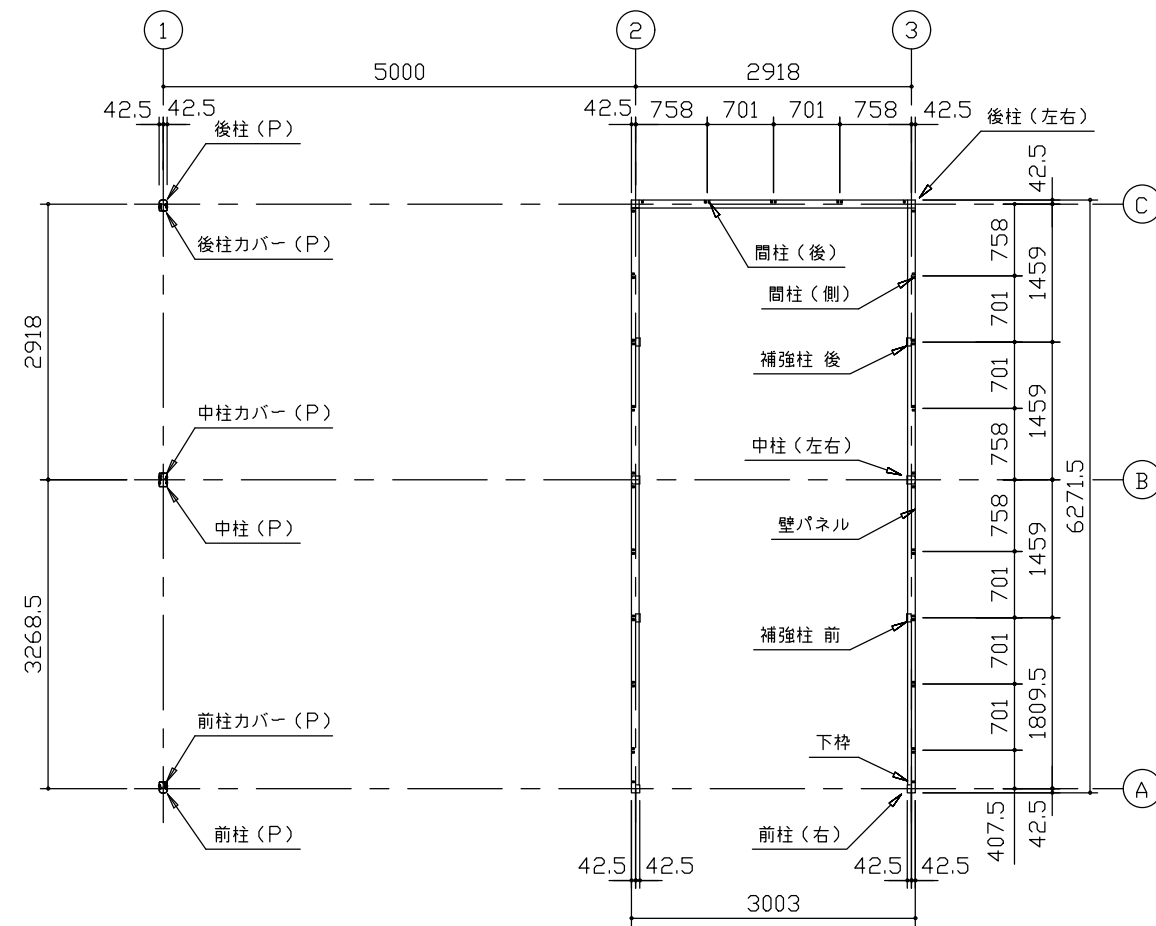 1
2
3
5000
2918
42.5 42.5
42.5 758 701 701 758 42.5
後柱(P)
後柱(左右)
後柱カバー(P)
間柱(後)
間柱(側)
補強柱 後
中柱カバー(P)
中柱(左右)
中柱(P)
壁パネル
補強柱 前
前柱カバー(P)
下枠
前柱(P)
前柱(右)
C
B
A
2918
3268.5
42.5
758
701
701
758
758
701
701
701
407.5
1459
1459
1459
1809.5
42.5
6271.5
42.5 42.5
42.5 42.5
3003